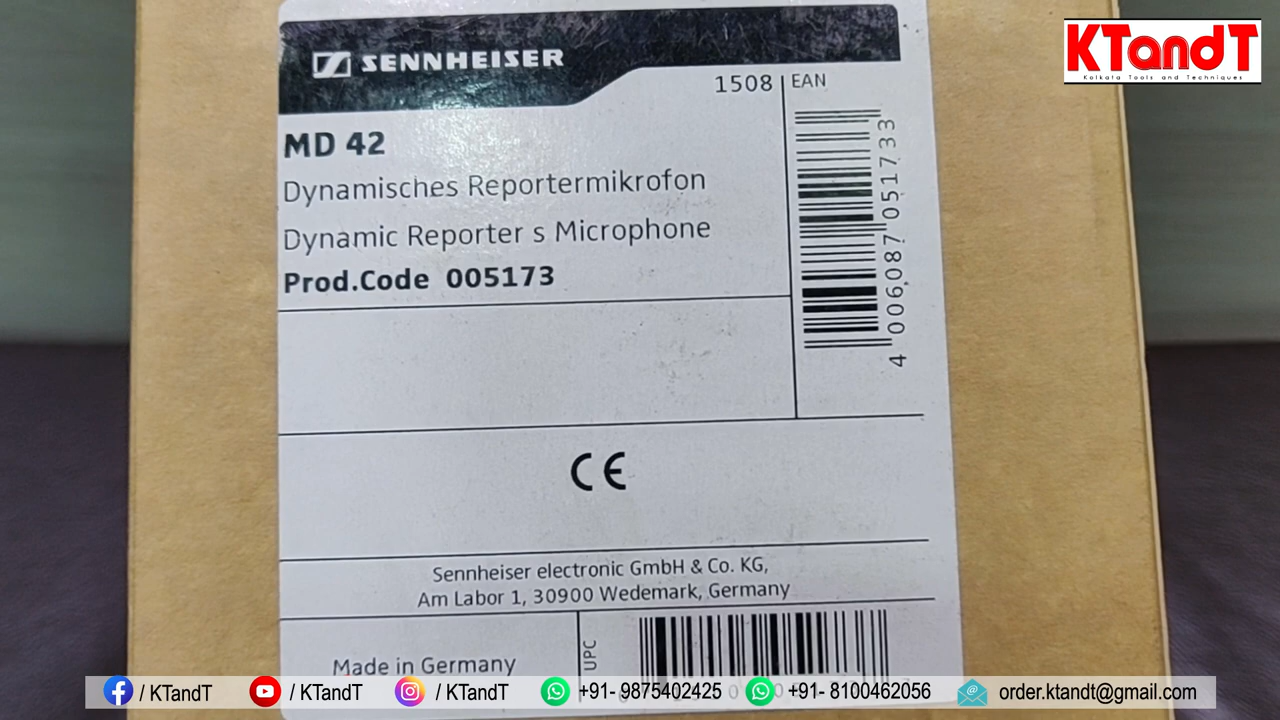 SENNHEISER
1508
EAN
MD 42
Dynamisches Reportermikrofon
Dynamic Reporter s Microphone
Prod.Code 005173
4 006087 051733
CE
Sennheiser electronic GmbH & Co. KG,
Am Labor 1, 30900 Wedemark, Germany
Made in Germany
UPC
KTandT
Kolkata Tools and Techniques
/ KTandT
/ KTandT
/ KTandT
+91- 9875402425
+91- 8100462056
order.ktandt@gmail.com